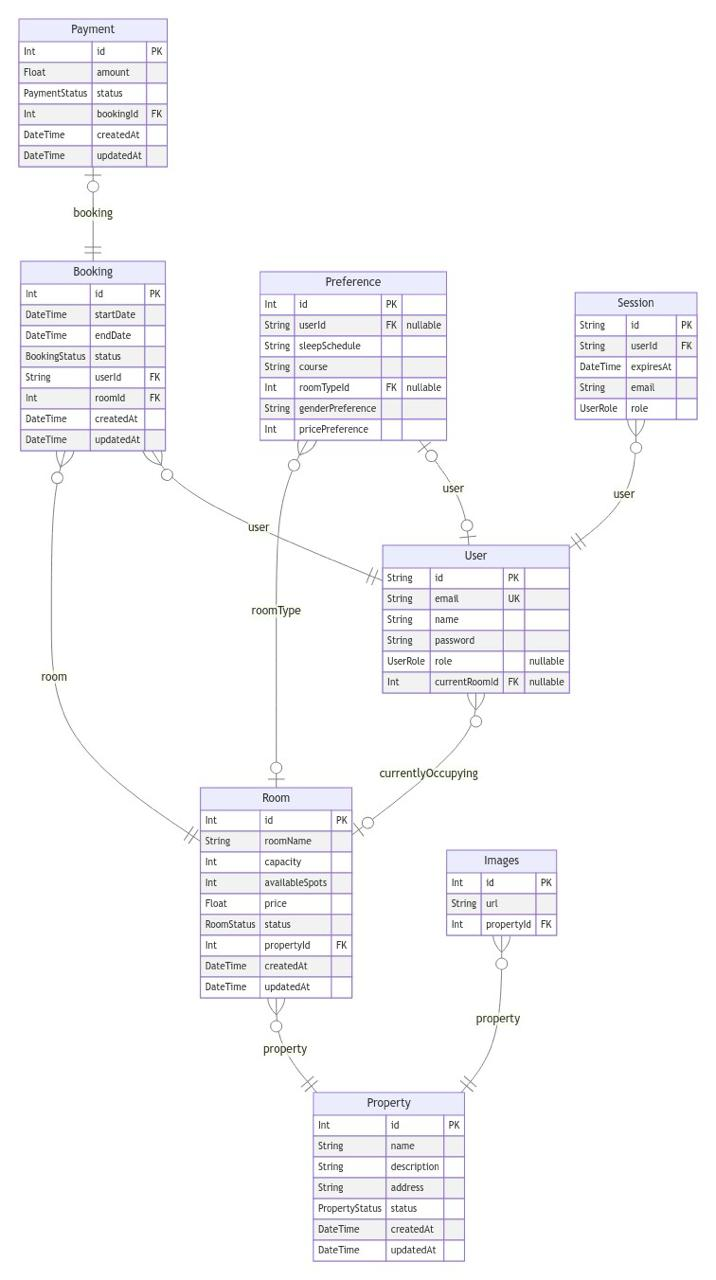 Payment
Int id PK
Float amount
PaymentStatus status
Int bookingId FK
DateTime createdAt
DateTime updatedAt
booking
Booking
Int id PK
DateTime startDate
DateTime endDate
BookingStatus status
String userId FK
Int roomId FK
DateTime createdAt
DateTime updatedAt
Preference
Int id PK
String userId FK nullable
String sleepSchedule
String course
Int roomTypeId FK nullable
String genderPreference
Int pricePreference
Session
String id PK
String userId FK
DateTime expiresAt
String email
UserRole role
user
user
user
User
String id PK
String email UK
String name
String password
UserRole role nullable
Int currentRoomId FK nullable
roomType
room
currentlyOccupying
Room
Int id PK
String roomName
Int capacity
Int availableSpots
Float price
RoomStatus status
Int propertyId FK
DateTime createdAt
DateTime updatedAt
Images
Int id PK
String url
Int propertyId FK
property
property
Property
Int id PK
String name
String description
String address
PropertyStatus status
DateTime createdAt
DateTime updatedAt